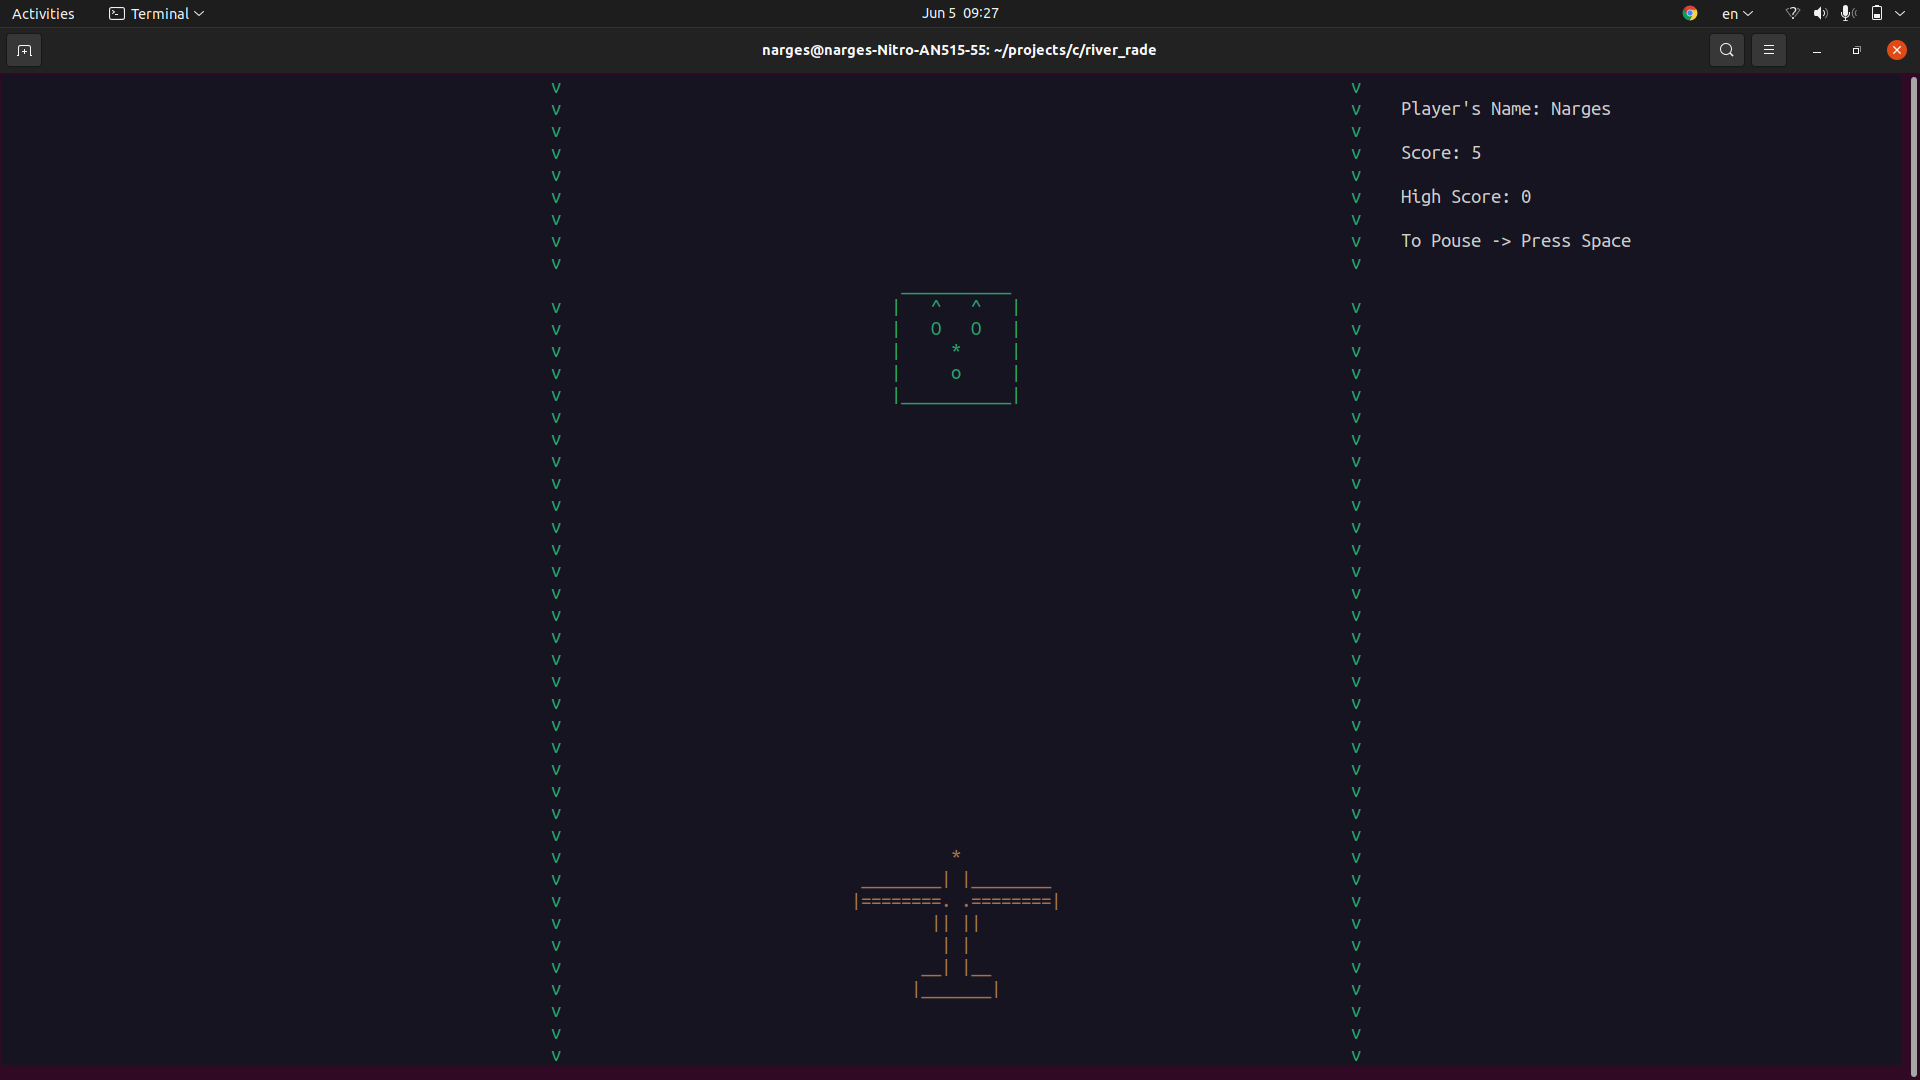 Activities
Terminal
Jun 5 09:27
en
narges@narges-Nitro-AN515-55: ~/projects/c/river_rade
Player's Name: Narges
Score: 5
High Score: 0
To Pouse -> Press Space